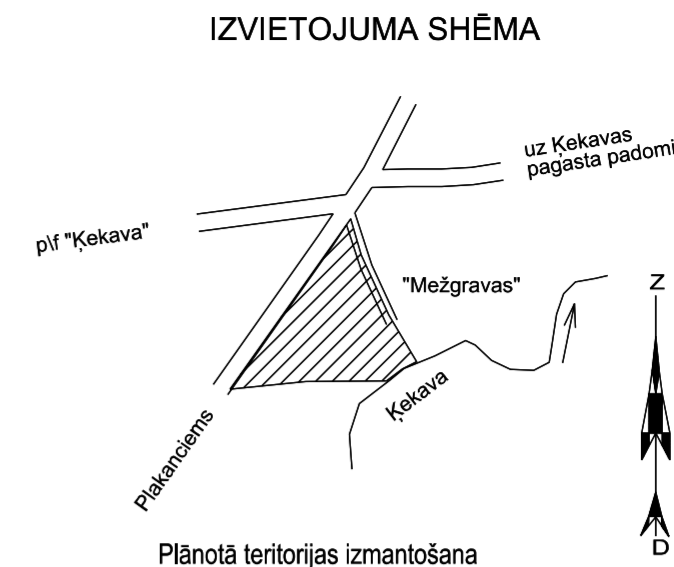 IZVIETOJUMA SHĒMA
uz Ķekavas
pagasta padomi
p\f "Ķekava"
"Mežgravas"
Z
Ķekava
Plakanciems
D
Plānotā teritorijas izmantošana